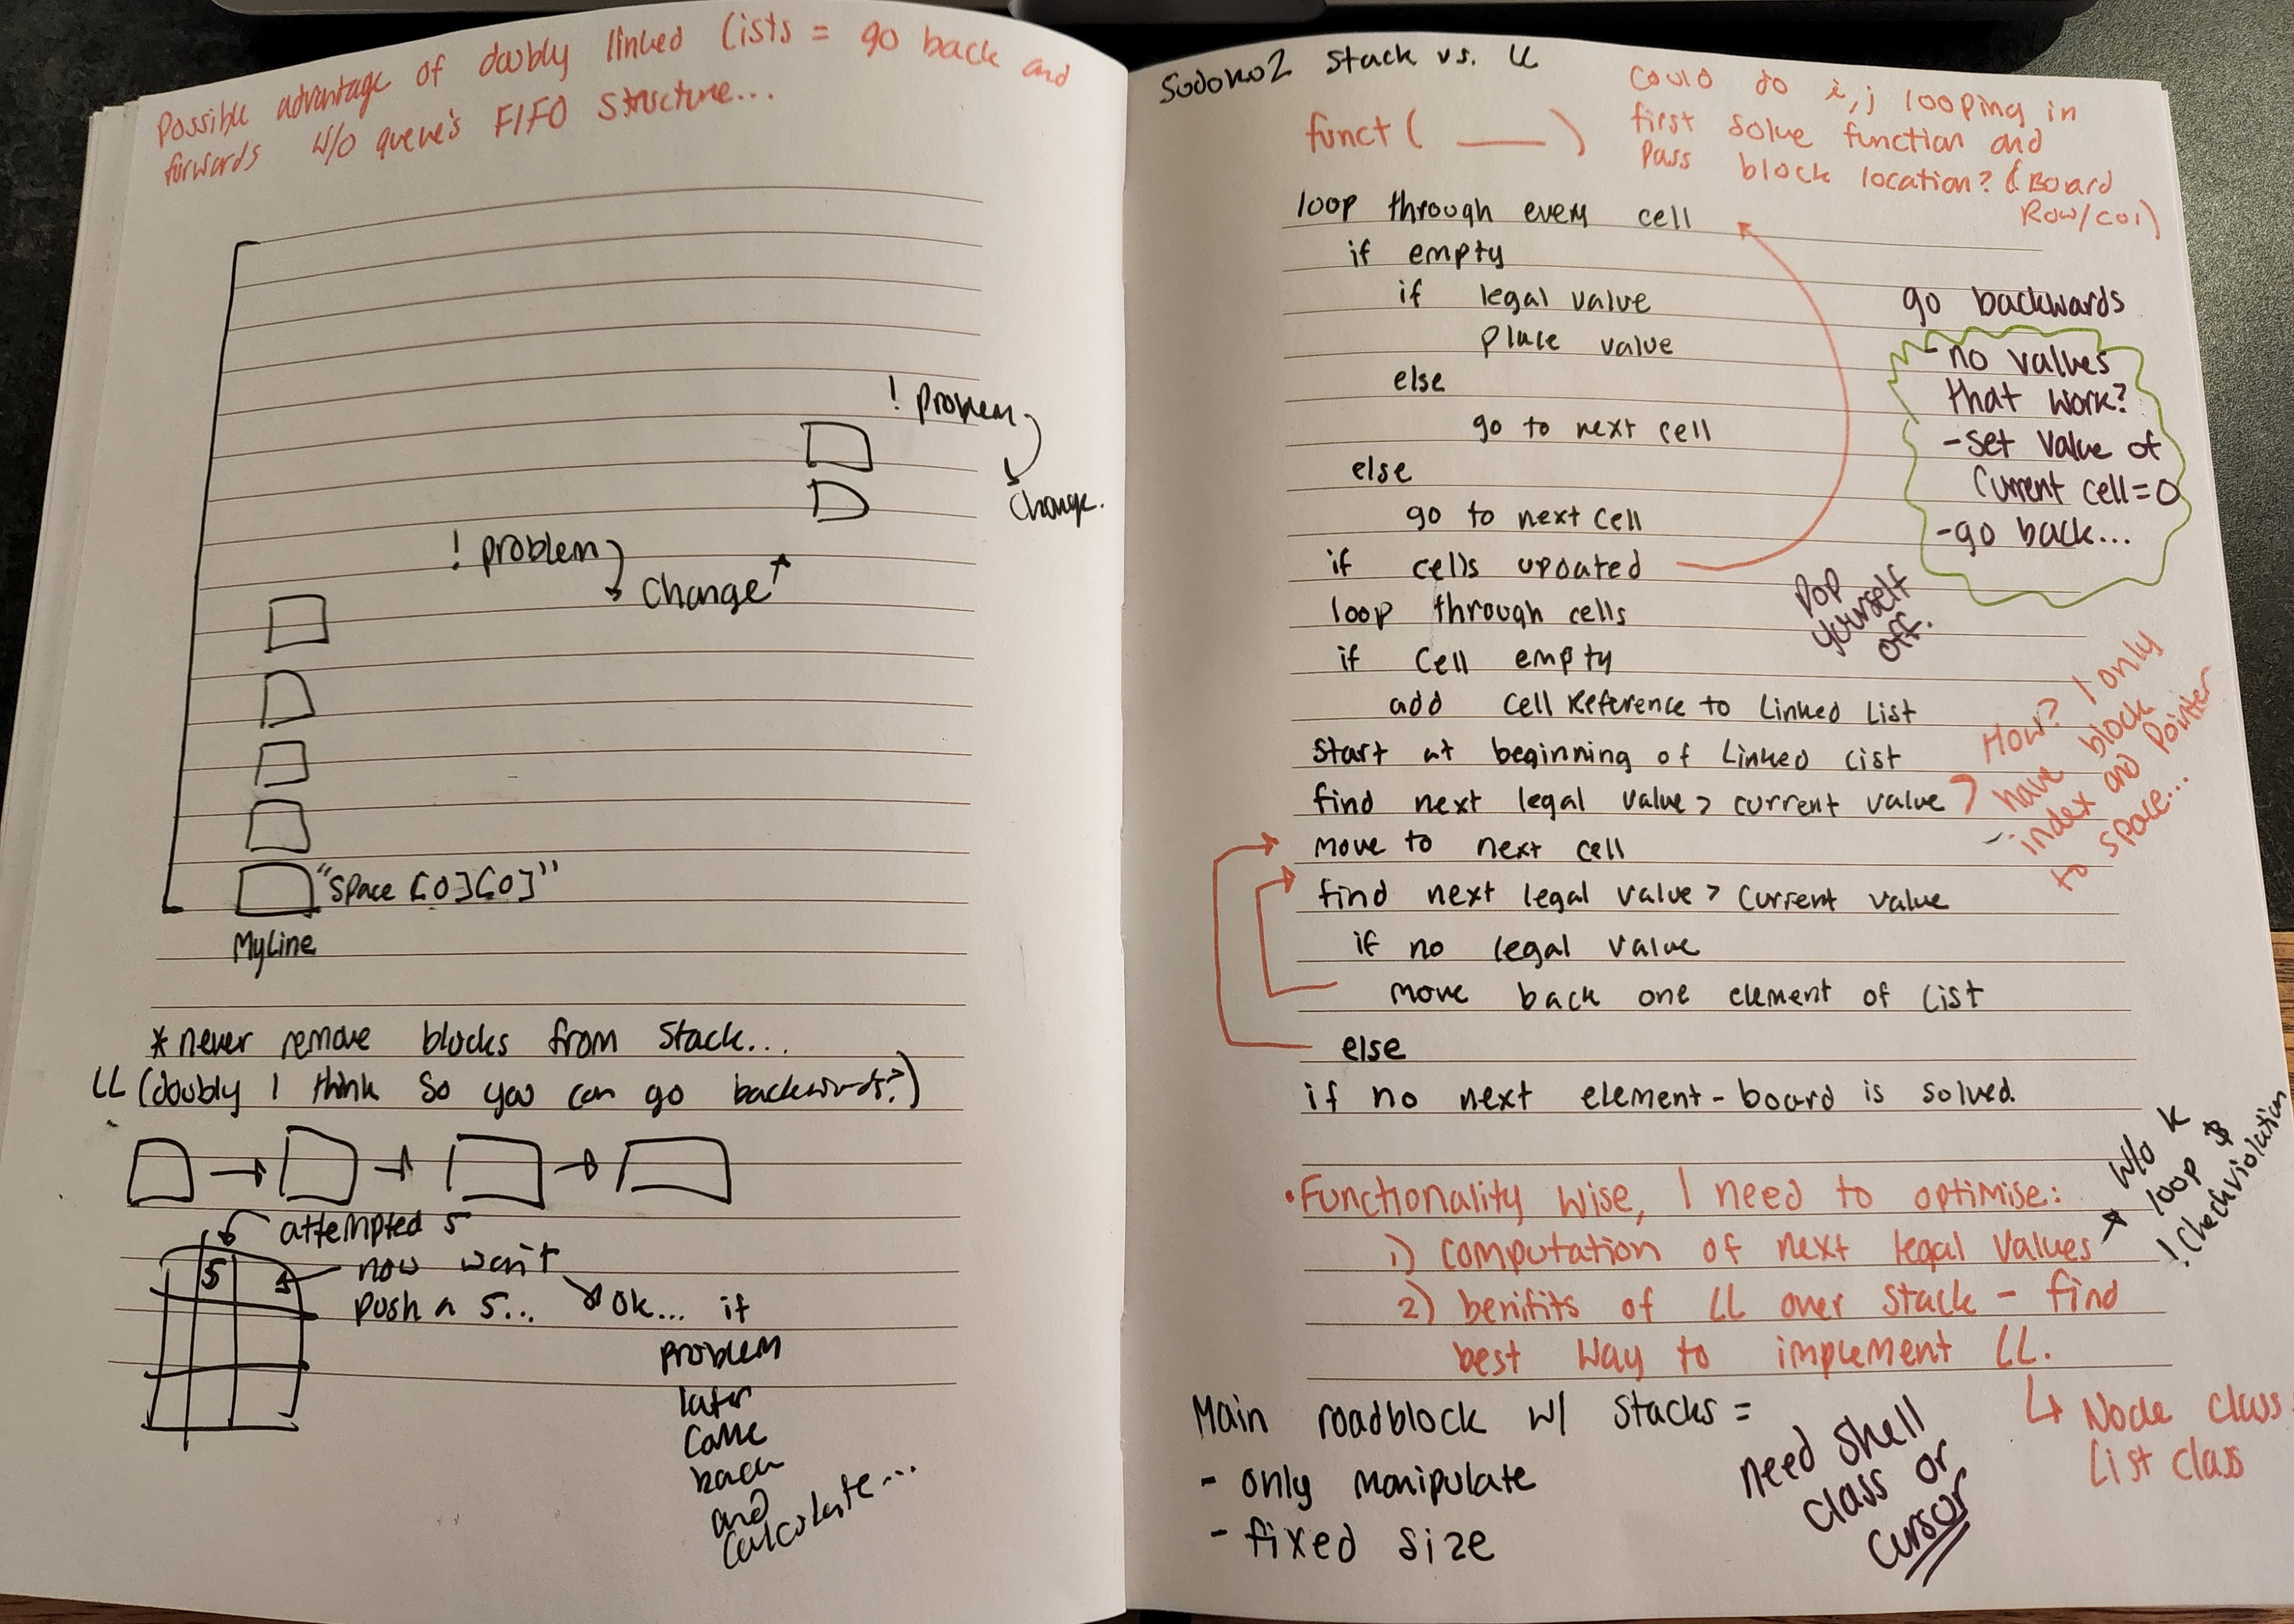 Possible advantage of doubly linked Lists = go back and
forwards w/o queue's FIFO structure...
! problem
change.
! problem
change
"space [0][0]"
MyLine
*never remove blocks from stack...
LL (doubly I think so you can go backwards?)
attempted 5
5
now won't
push a 5...
ok... if
problem
later
come
back
and
calculate...
Sodoko2 stack vs. LL
funct ( ___ )
Could do i,j looping in
first solve function and
pass block location? (Board
Row/col)
loop through every cell
if empty
if legal value
place value
else
go to next cell
else
go to next cell
if cells updated
loop through cells
if cell empty
add cell reference to Linked List
start at beginning of Linked List
find next legal value > current value
move to next cell
find next legal value > current value
if no legal value
move back one element of list
else
if no next element - board is solved.
go backwards
- no values
that work?
- set value of
current cell = 0
- go back...
pop
yourself
off.
How? I only
have block
index and pointer
to space...
• Functionality wise, I need to optimise:
1) computation of next legal values
w/o k
loop &
! checkviolation
2) benifits of LL over stack - find
best way to implement LL.
↳ Node class
List class
Main roadblock w/ stacks =
- only manipulate
- fixed size
need shell
class or
cursor